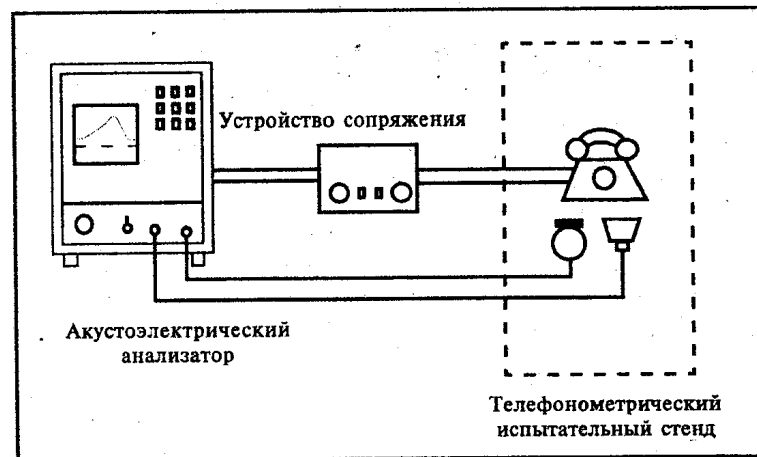 Устройство сопряжения
Акустоэлектрический
анализатор
Телефонометрический
испытательный стенд